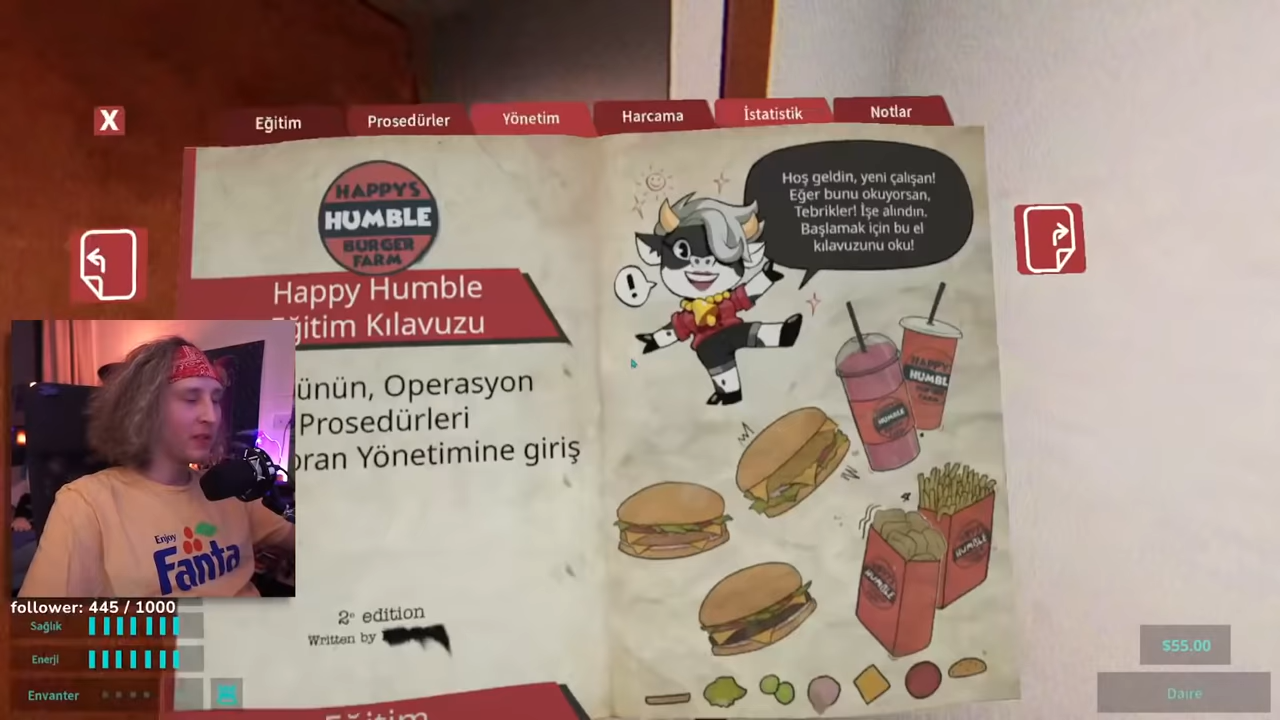 X
Eğitim
Prosedürler
Yönetim
Harcama
İstatistik
Notlar
HAPPY'S
HUMBLE
BURGER
FARM
Happy Humble
Eğitim Kılavuzu
Operasyon
Prosedürleri
Yönetimine giriş
2º edition
Written by
Eğitim
Hoş geldin, yeni çalışan!
Eğer bunu okuyorsan,
Tebrikler! İşe alındın.
Başlamak için bu el
kılavuzunu oku!
!
HUMBLE
HAPPY'S
HUMBLE
HUMBLE
Enjoy
Fanta
follower: 445 / 1000
Sağlık
Enerji
Envanter
$55.00
Daire